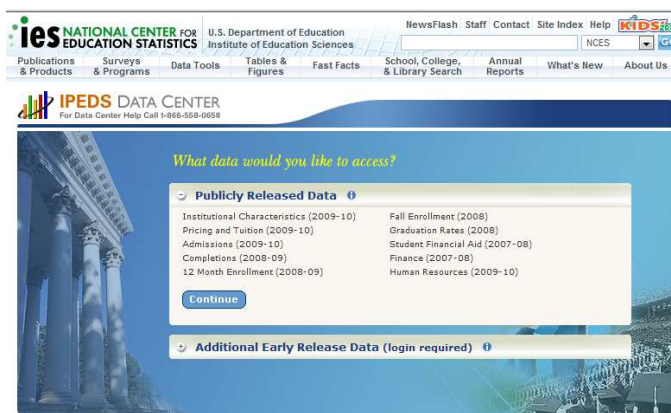 NewsFlash Staff Contact Site Index Help
ies NATIONAL CENTER FOR EDUCATION STATISTICS
U.S. Department of Education
Institute of Education Sciences
NCES
Publications & Products
Surveys & Programs
Data Tools
Tables & Figures
Fast Facts
School, College, & Library Search
Annual Reports
What's New
About Us
IPEDS DATA CENTER
For Data Center Help Call 1-866-558-0658
What data would you like to access?
Publicly Released Data
Institutional Characteristics (2009-10)
Pricing and Tuition (2009-10)
Admissions (2009-10)
Completions (2008-09)
12 Month Enrollment (2008-09)
Fall Enrollment (2008)
Graduation Rates (2008)
Student Financial Aid (2007-08)
Finance (2007-08)
Human Resources (2009-10)
Continue
Additional Early Release Data (login required)